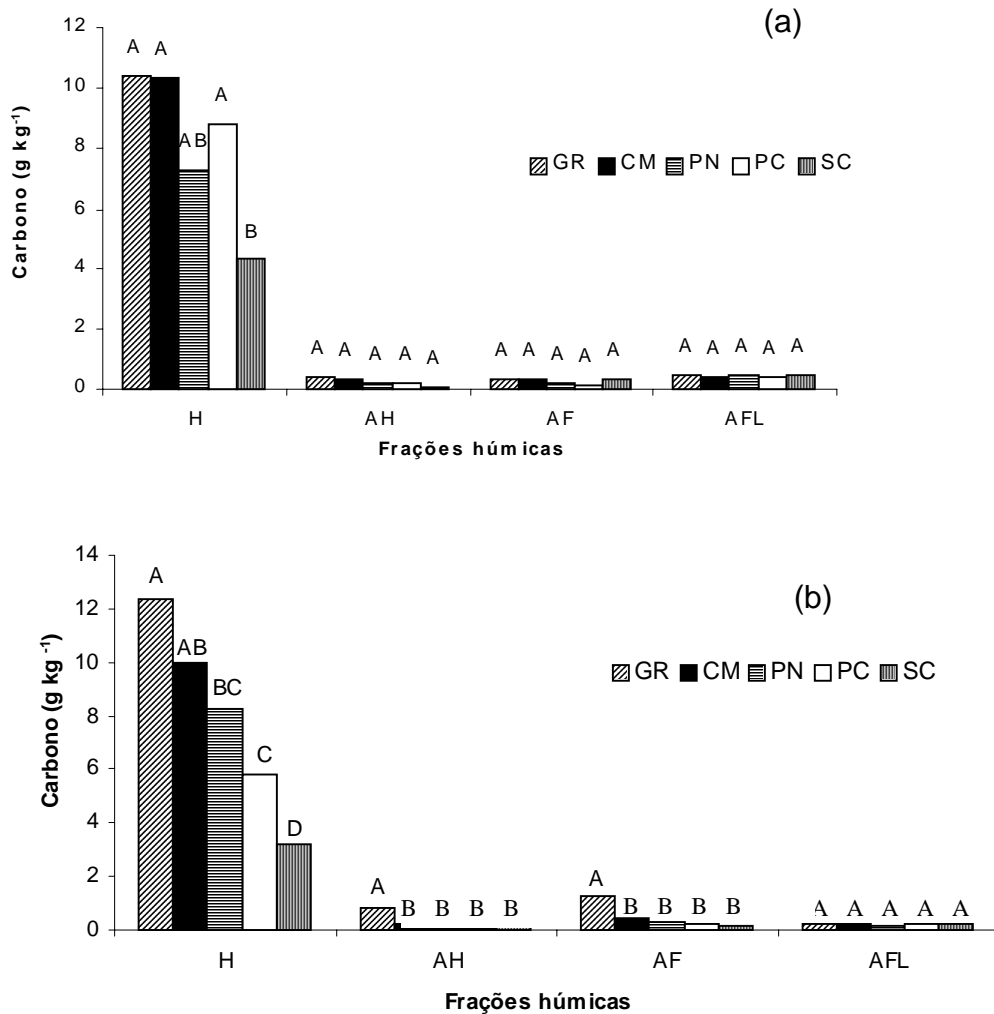 (a)
12
10
8
6
4
2
0
Carbono (g kg-1)
A A AB A B
A A A A A
A A A A A
A A A A A
GR CM PN PC SC
H AH AF AFL
Frações húmicas
(b)
14
12
10
8
6
4
2
0
Carbono (g kg-1)
A AB BC C D
A B B B B
A B B B B
A A A A A
GR CM PN PC SC
H AH AF AFL
Frações húmicas